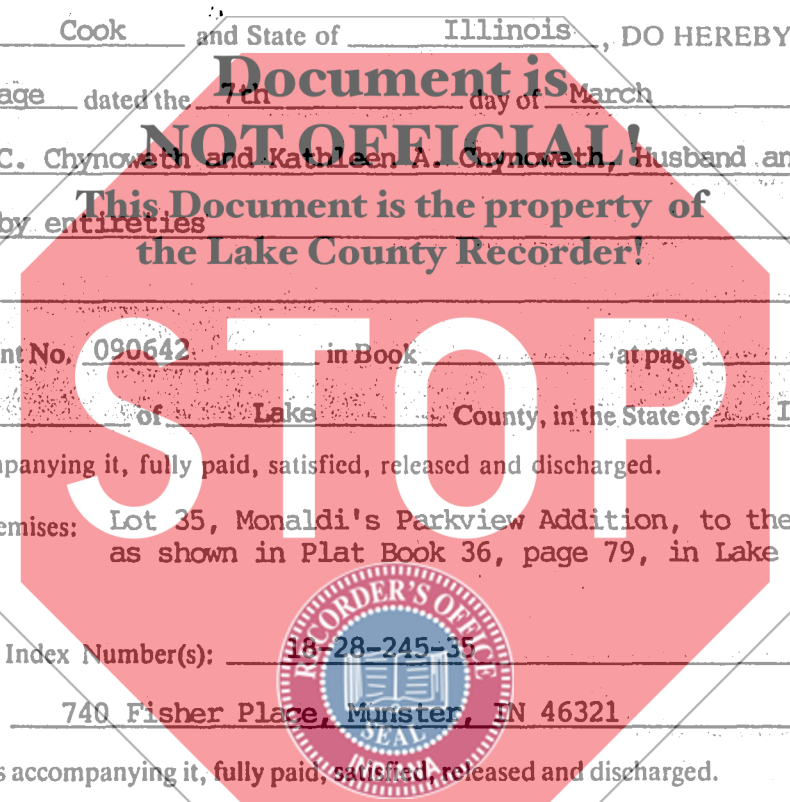 Cook and State of Illinois, DO HEREBY
age dated the 7th day of March
C. Chynoweth and Kathleen A. Chynoweth, Husband an
by entireties
Document is
NOT OFFICIAL!
This Document is the property of
the Lake County Recorder!
STOP
nt No. 090642 in Book at page
of Lake County, in the State of I
mpanying it, fully paid, satisfied, released and discharged.
emises: Lot 35, Monaldi's Parkview Addition, to the
as shown in Plat Book 36, page 79, in Lake
RECORDER'S OFFICE
SEAL
INDIANA
Index Number(s): 18-28-245-35
740 Fisher Place, Munster, IN 46321
s accompanying it, fully paid, satisfied, released and discharged.